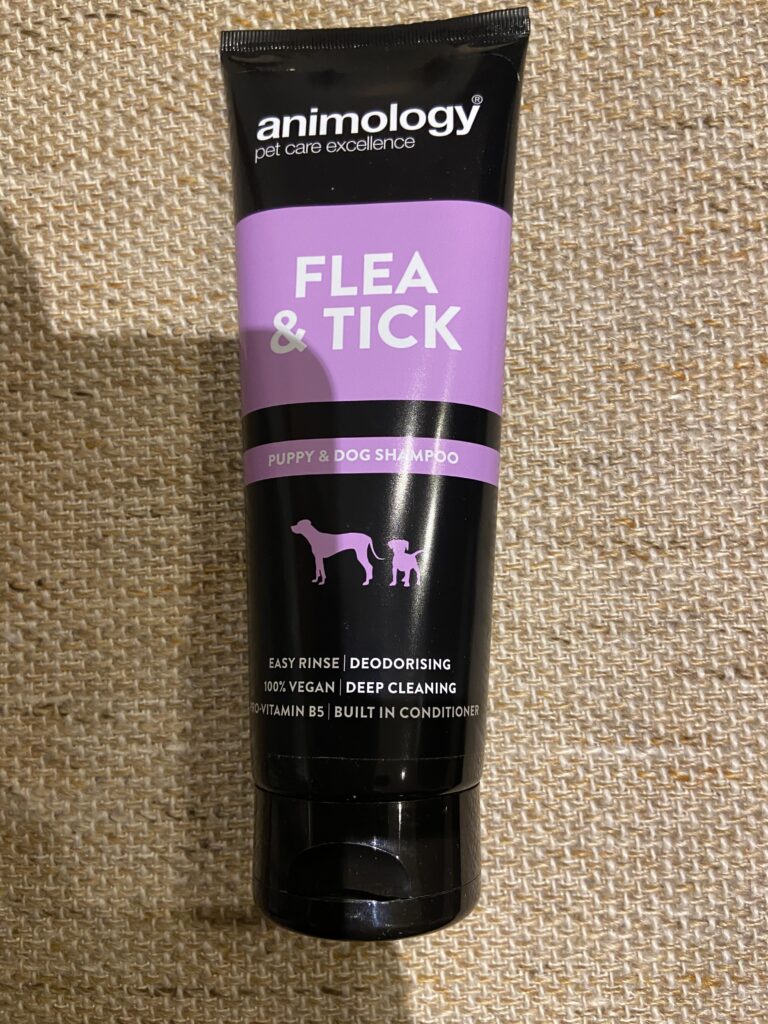 animology®
pet care excellence
FLEA
& TICK
PUPPY & DOG SHAMPOO
EASY RINSE | DEODORISING
100% VEGAN | DEEP CLEANING
RO-VITAMIN B5 | BUILT IN CONDITIONER